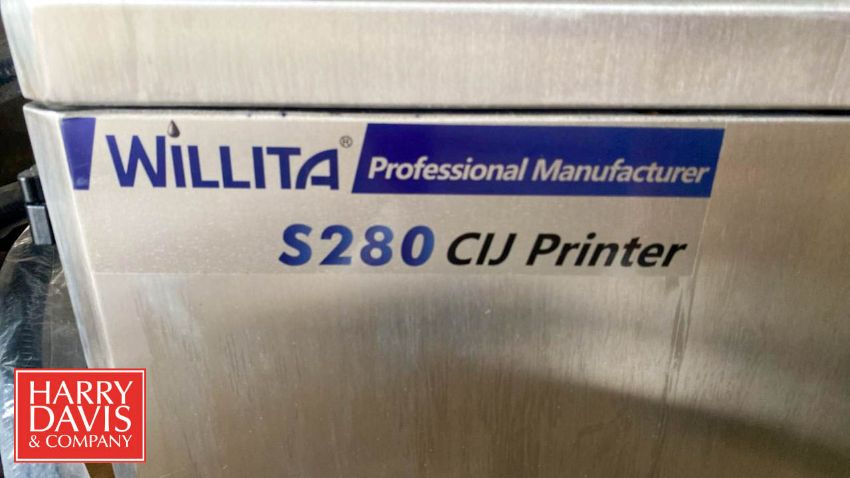 WiLLITA® Professional Manufacturer
S280 CIJ Printer
HARRY
DAVIS
& COMPANY